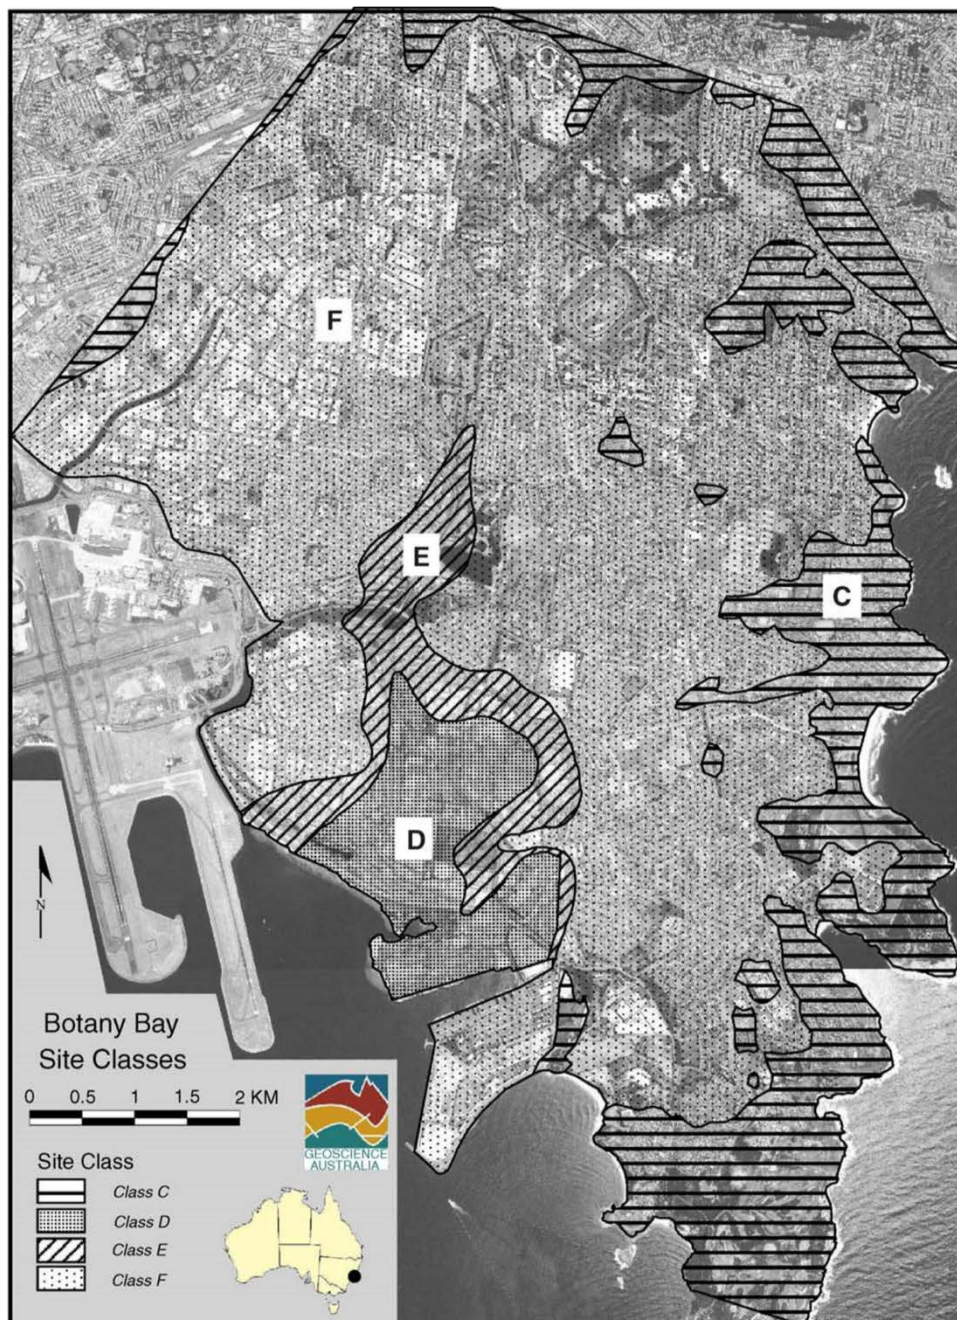 F
E
C
D
N
Botany Bay
Site Classes
0 0.5 1 1.5 2 KM
GEOSCIENCE
AUSTRALIA
Site Class
Class C
Class D
Class E
Class F